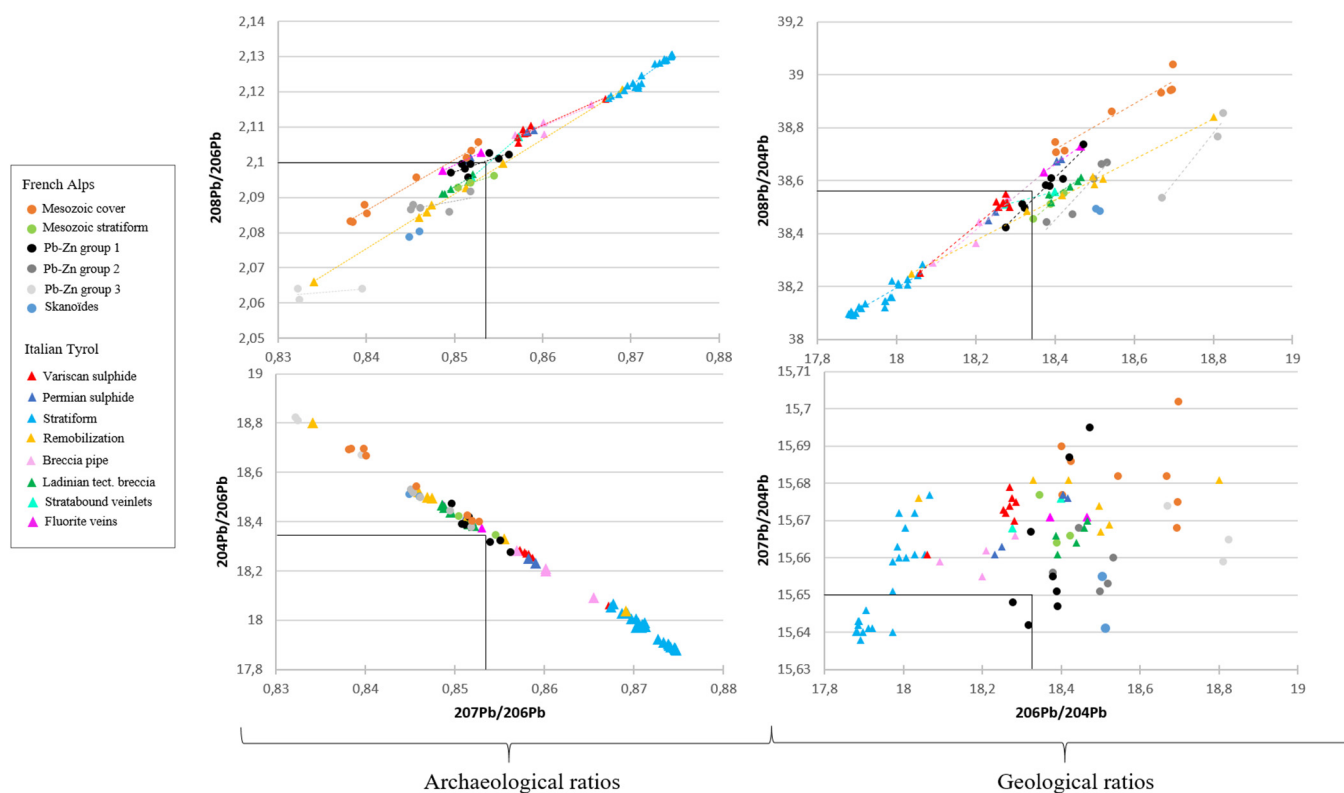 French Alps
Mesozoic cover
Mesozoic stratiform
Pb-Zn group 1
Pb-Zn group 2
Pb-Zn group 3
Skanoïdes
Italian Tyrol
Variscan sulphide
Permian sulphide
Stratiform
Remobilization
Breccia pipe
Ladinian tect. breccia
Stratabound veinlets
Fluorite veins
208Pb/206Pb
2,14
2,13
2,12
2,11
2,1
2,09
2,08
2,07
2,06
2,05
0,83
0,84
0,85
0,86
0,87
0,88
208Pb/204Pb
39,2
39
38,8
38,6
38,4
38,2
38
17,8
18
18,2
18,4
18,6
18,8
19
204Pb/206Pb
19
18,8
18,6
18,4
18,2
18
17,8
0,83
0,84
0,85
0,86
0,87
0,88
207Pb/206Pb
207Pb/204Pb
15,71
15,7
15,69
15,68
15,67
15,66
15,65
15,64
15,63
17,8
18
18,2
18,4
18,6
18,8
19
206Pb/204Pb
Archaeological ratios
Geological ratios